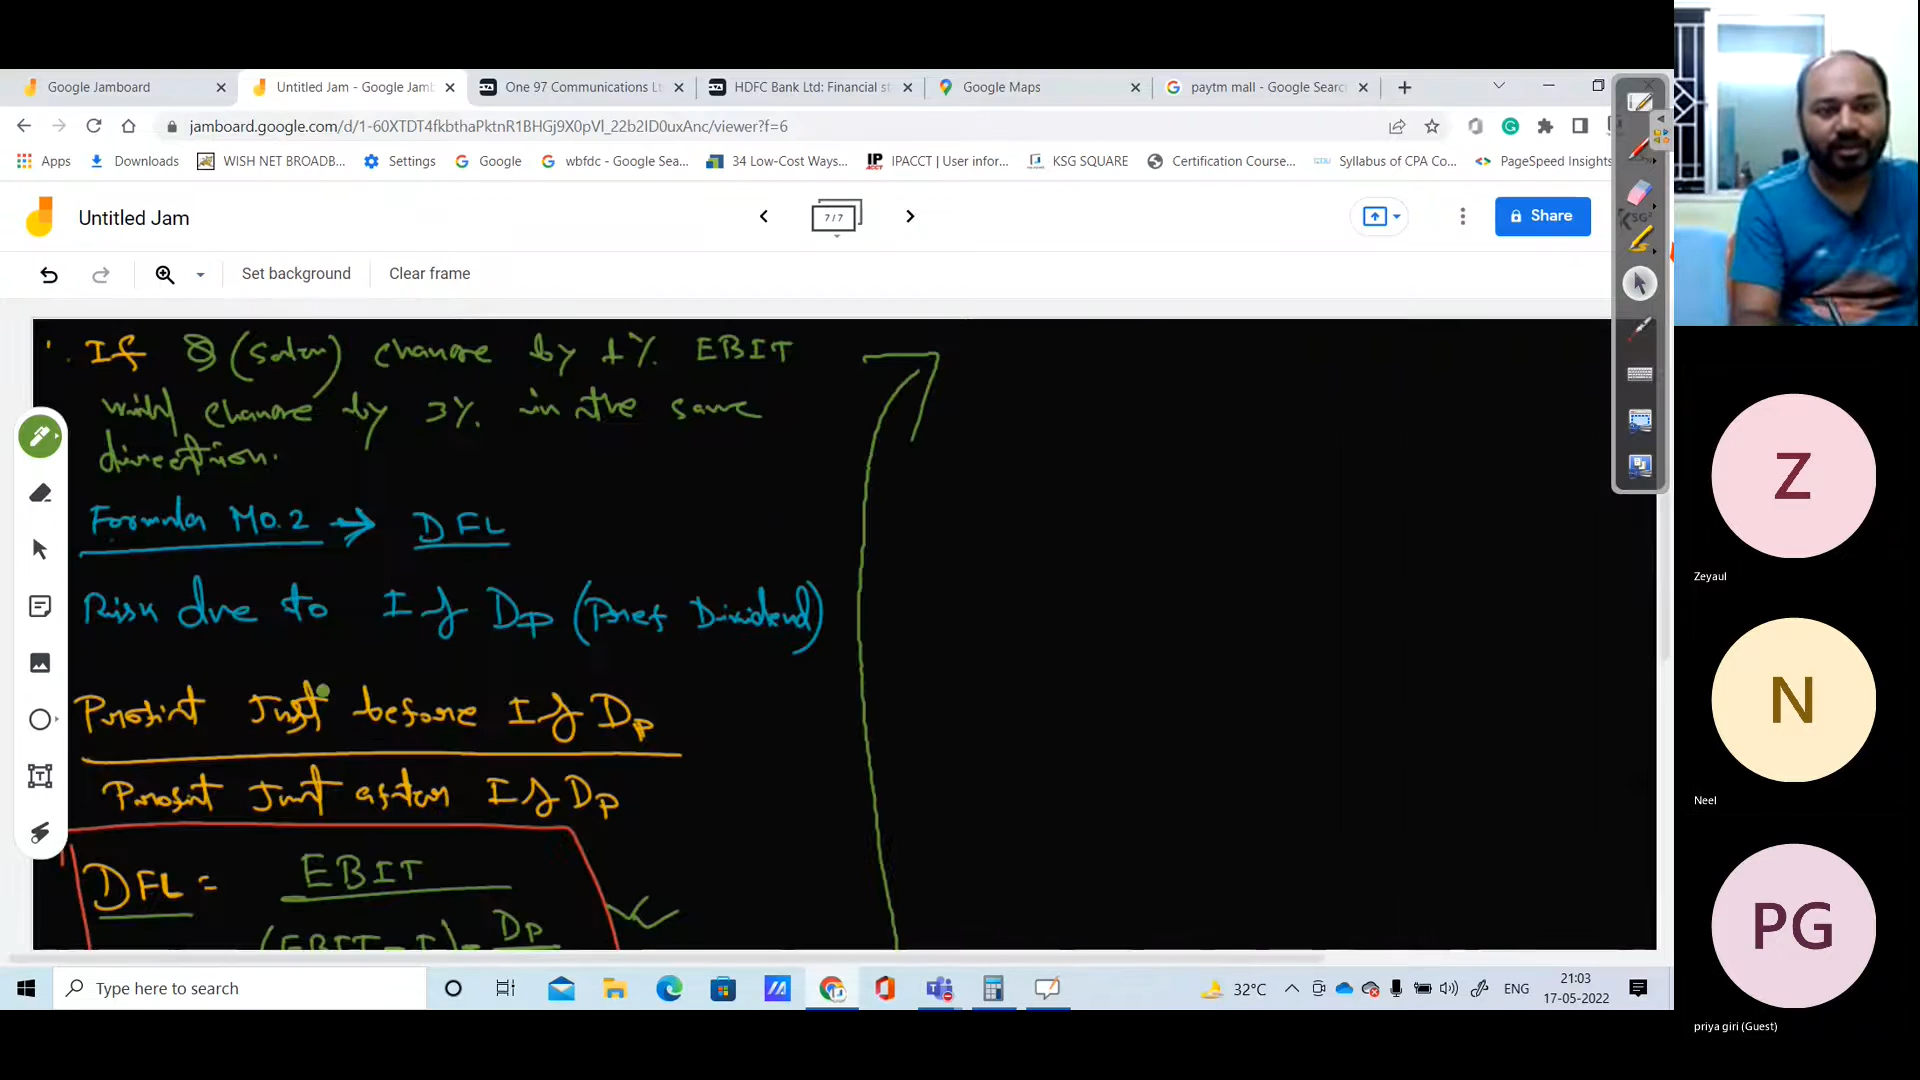 Google Jamboard
Untitled Jam - Google Jamb
One 97 Communications Lt
HDFC Bank Ltd: Financial st
Google Maps
paytm mall - Google Searc
jamboard.google.com/d/1-60XTDT4fkbthaPktnR1BHGj9X0pVl_22b2ID0uxAnc/viewer?f=6
Apps
Downloads
WISH NET BROADB...
Settings
Google
wbfdc - Google Sea...
34 Low-Cost Ways...
IPACCT | User infor...
KSG SQUARE
Certification Course...
Syllabus of CPA Co...
PageSpeed Insights
Untitled Jam
7 / 7
Share
Set background
Clear frame
If Q (Sales) change by 1% EBIT
will change by 3% in the same
direction.
Formula No. 2 → DFL
Risk due to I & Dp (Pref Dividend)
Profit Just before I & Dp
Profit Just after I & Dp
DFL = EBIT
(EBIT - I) - Dp
Z
Zeyaul
N
Neel
PG
priya giri (Guest)
Type here to search
32°C
ENG
21:03
17-05-2022